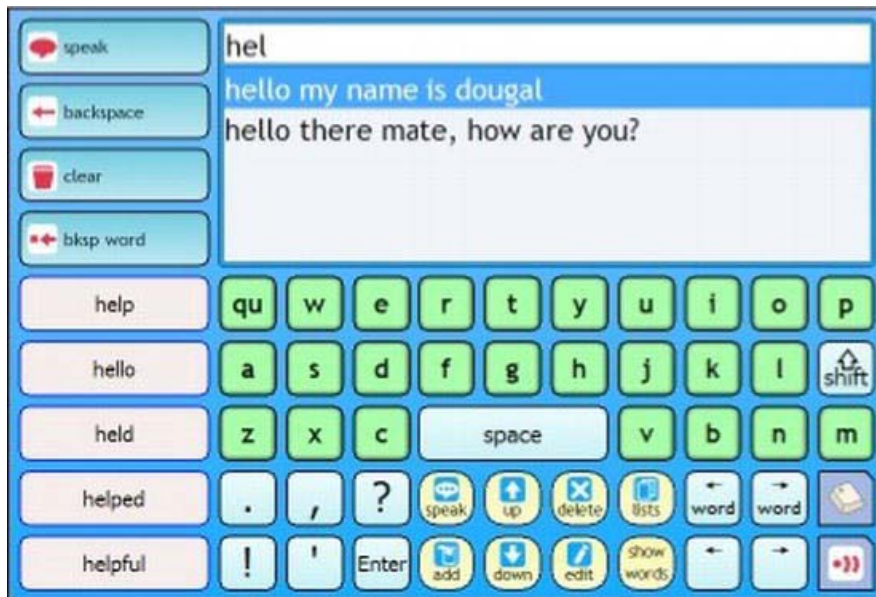 speak
hel
backspace
hello my name is dougal
hello there mate, how are you?
clear
bksp word
help qu w e r t y u i o p
hello a s d f g h j k l shift
held z x c space v b n m
helped . , ? speak up delete lists ← word → word
helpful ! ' Enter add down edit show words ← →